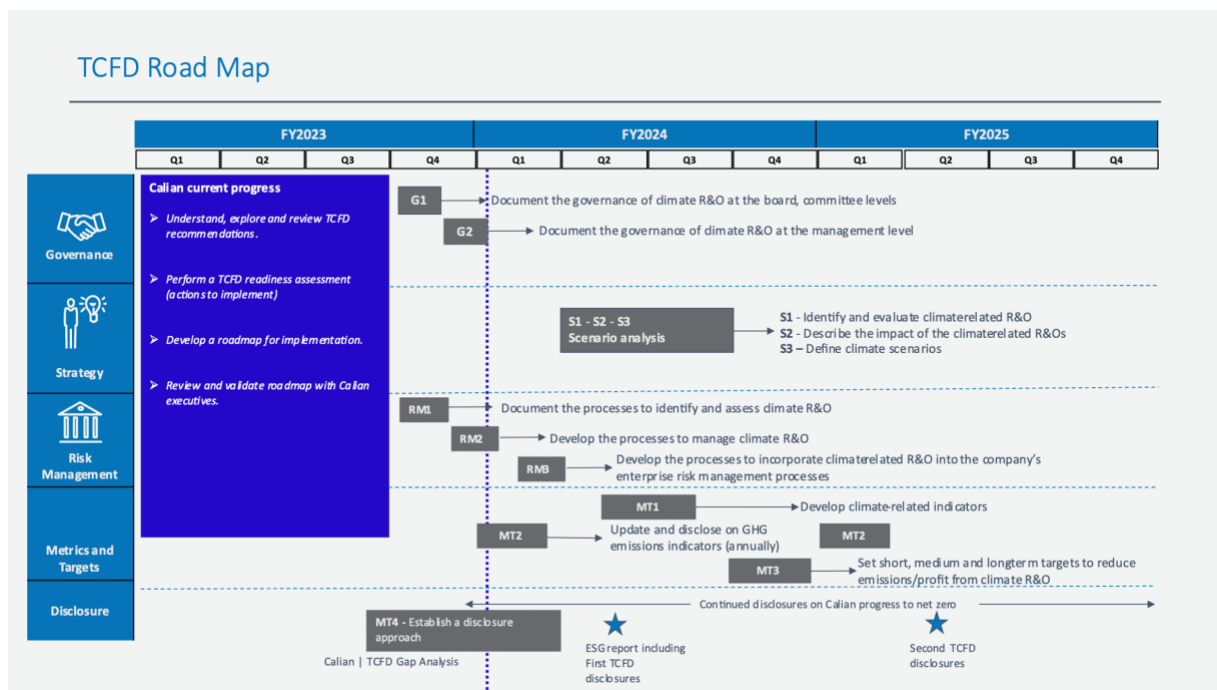 TCFD Road Map
FY2023
FY2024
FY2025
Q1
Q2
Q3
Q4
Q1
Q2
Q3
Q4
Q1
Q2
Q3
Q4
Governance
Calian current progress
Understand, explore and review TCFD
recommendations.
Perform a TCFD readiness assessment
(actions to implement)
Develop a roadmap for implementation.
Review and validate roadmap with Calian
executives.
G1
Document the governance of climate R&O at the board, committee levels
G2
Document the governance of climate R&O at the management level
Strategy
S1 - S2 - S3
Scenario analysis
S1 - Identify and evaluate climaterelated R&O
S2 - Describe the impact of the climaterelated R&Os
S3 – Define climate scenarios
Risk
Management
RM1
Document the processes to identify and assess climate R&O
RM2
Develop the processes to manage climate R&O
RM3
Develop the processes to incorporate climaterelated R&O into the company's
enterprise risk management processes
Metrics and
Targets
MT1
Develop climate-related indicators
MT2
Update and disclose on GHG
emissions indicators (annually)
MT2
MT3
Set short, medium and longterm targets to reduce
emissions/profit from climate R&O
Disclosure
Continued disclosures on Calian progress to net zero
MT4 - Establish a disclosure
approach
Calian | TCFD Gap Analysis
ESG report including
First TCFD
disclosures
Second TCFD
disclosures